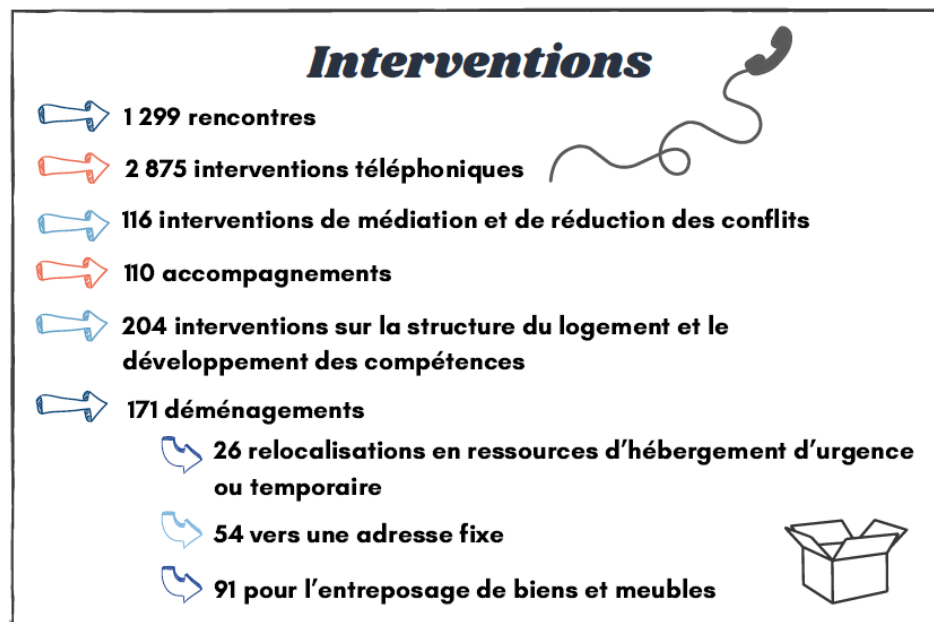 Interventions
1 299 rencontres
2 875 interventions téléphoniques
116 interventions de médiation et de réduction des conflits
110 accompagnements
204 interventions sur la structure du logement et le
développement des compétences
171 déménagements
26 relocalisations en ressources d’hébergement d’urgence
ou temporaire
54 vers une adresse fixe
91 pour l’entreposage de biens et meubles